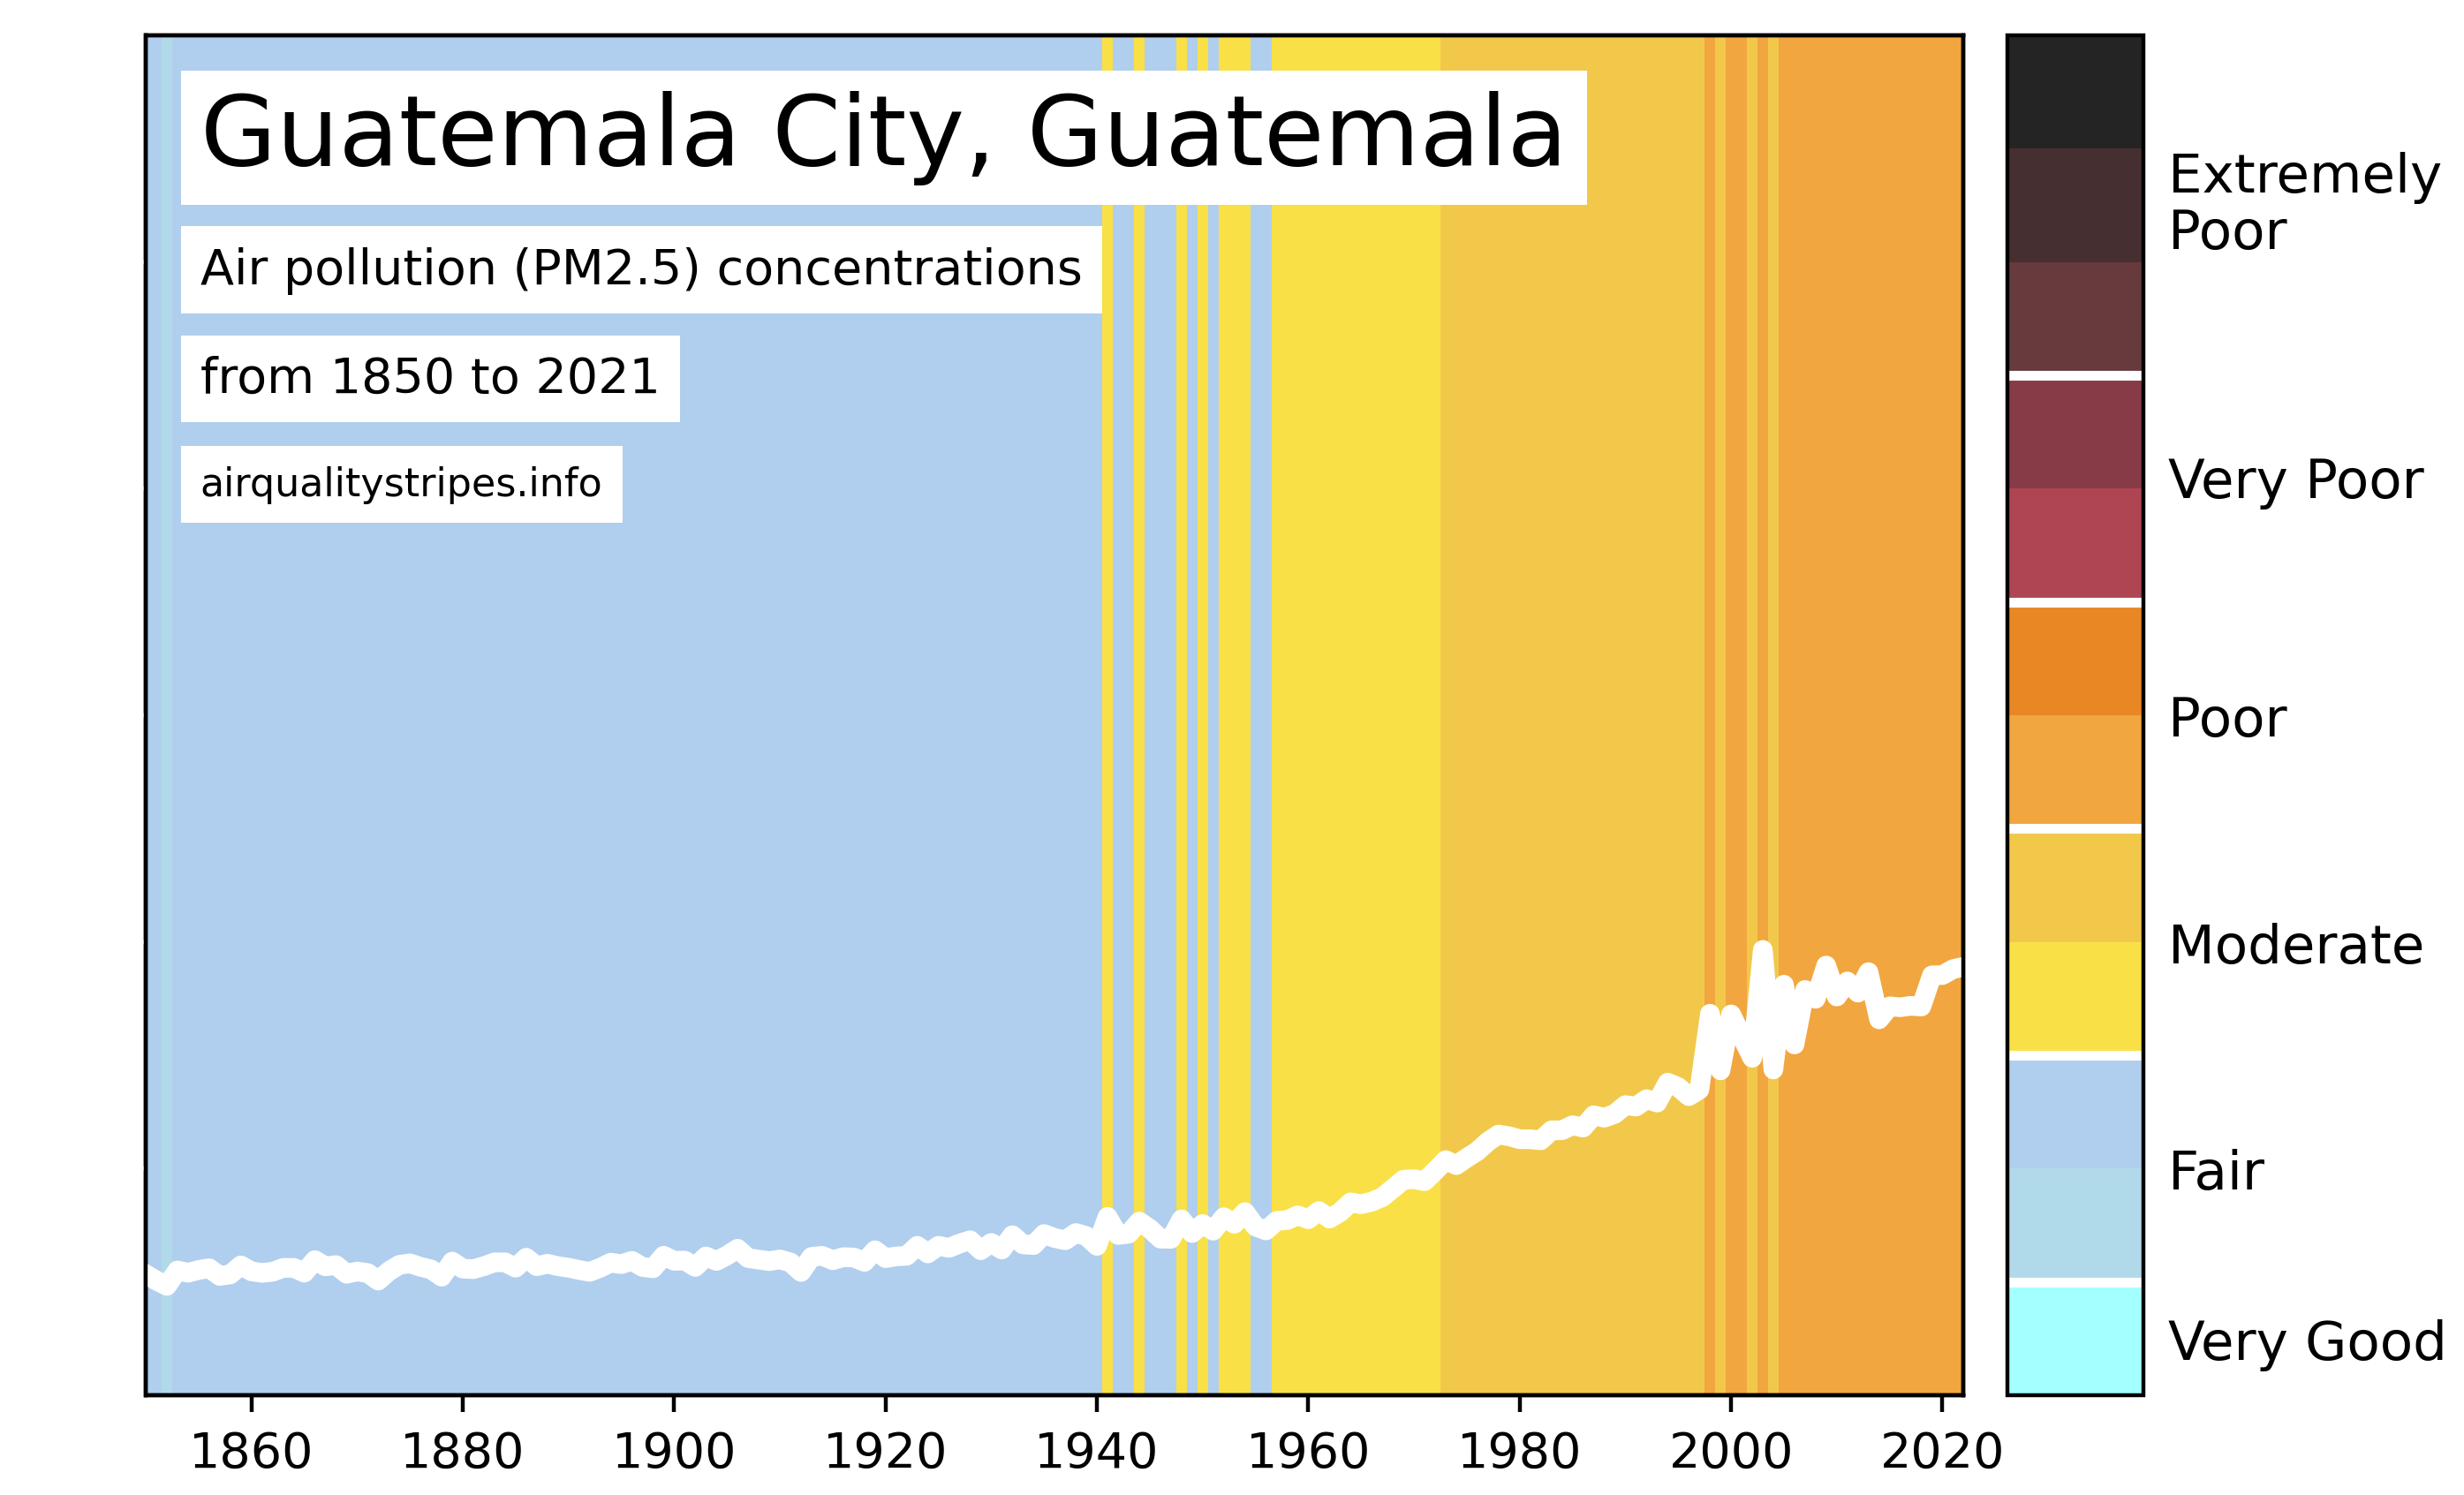 Guatemala City, Guatemala
Air pollution (PM2.5) concentrations
from 1850 to 2021
airqualitystripes.info
Extremely
Poor
Very Poor
Poor
Moderate
Fair
Very Good
1860 1880 1900 1920 1940 1960 1980 2000 2020